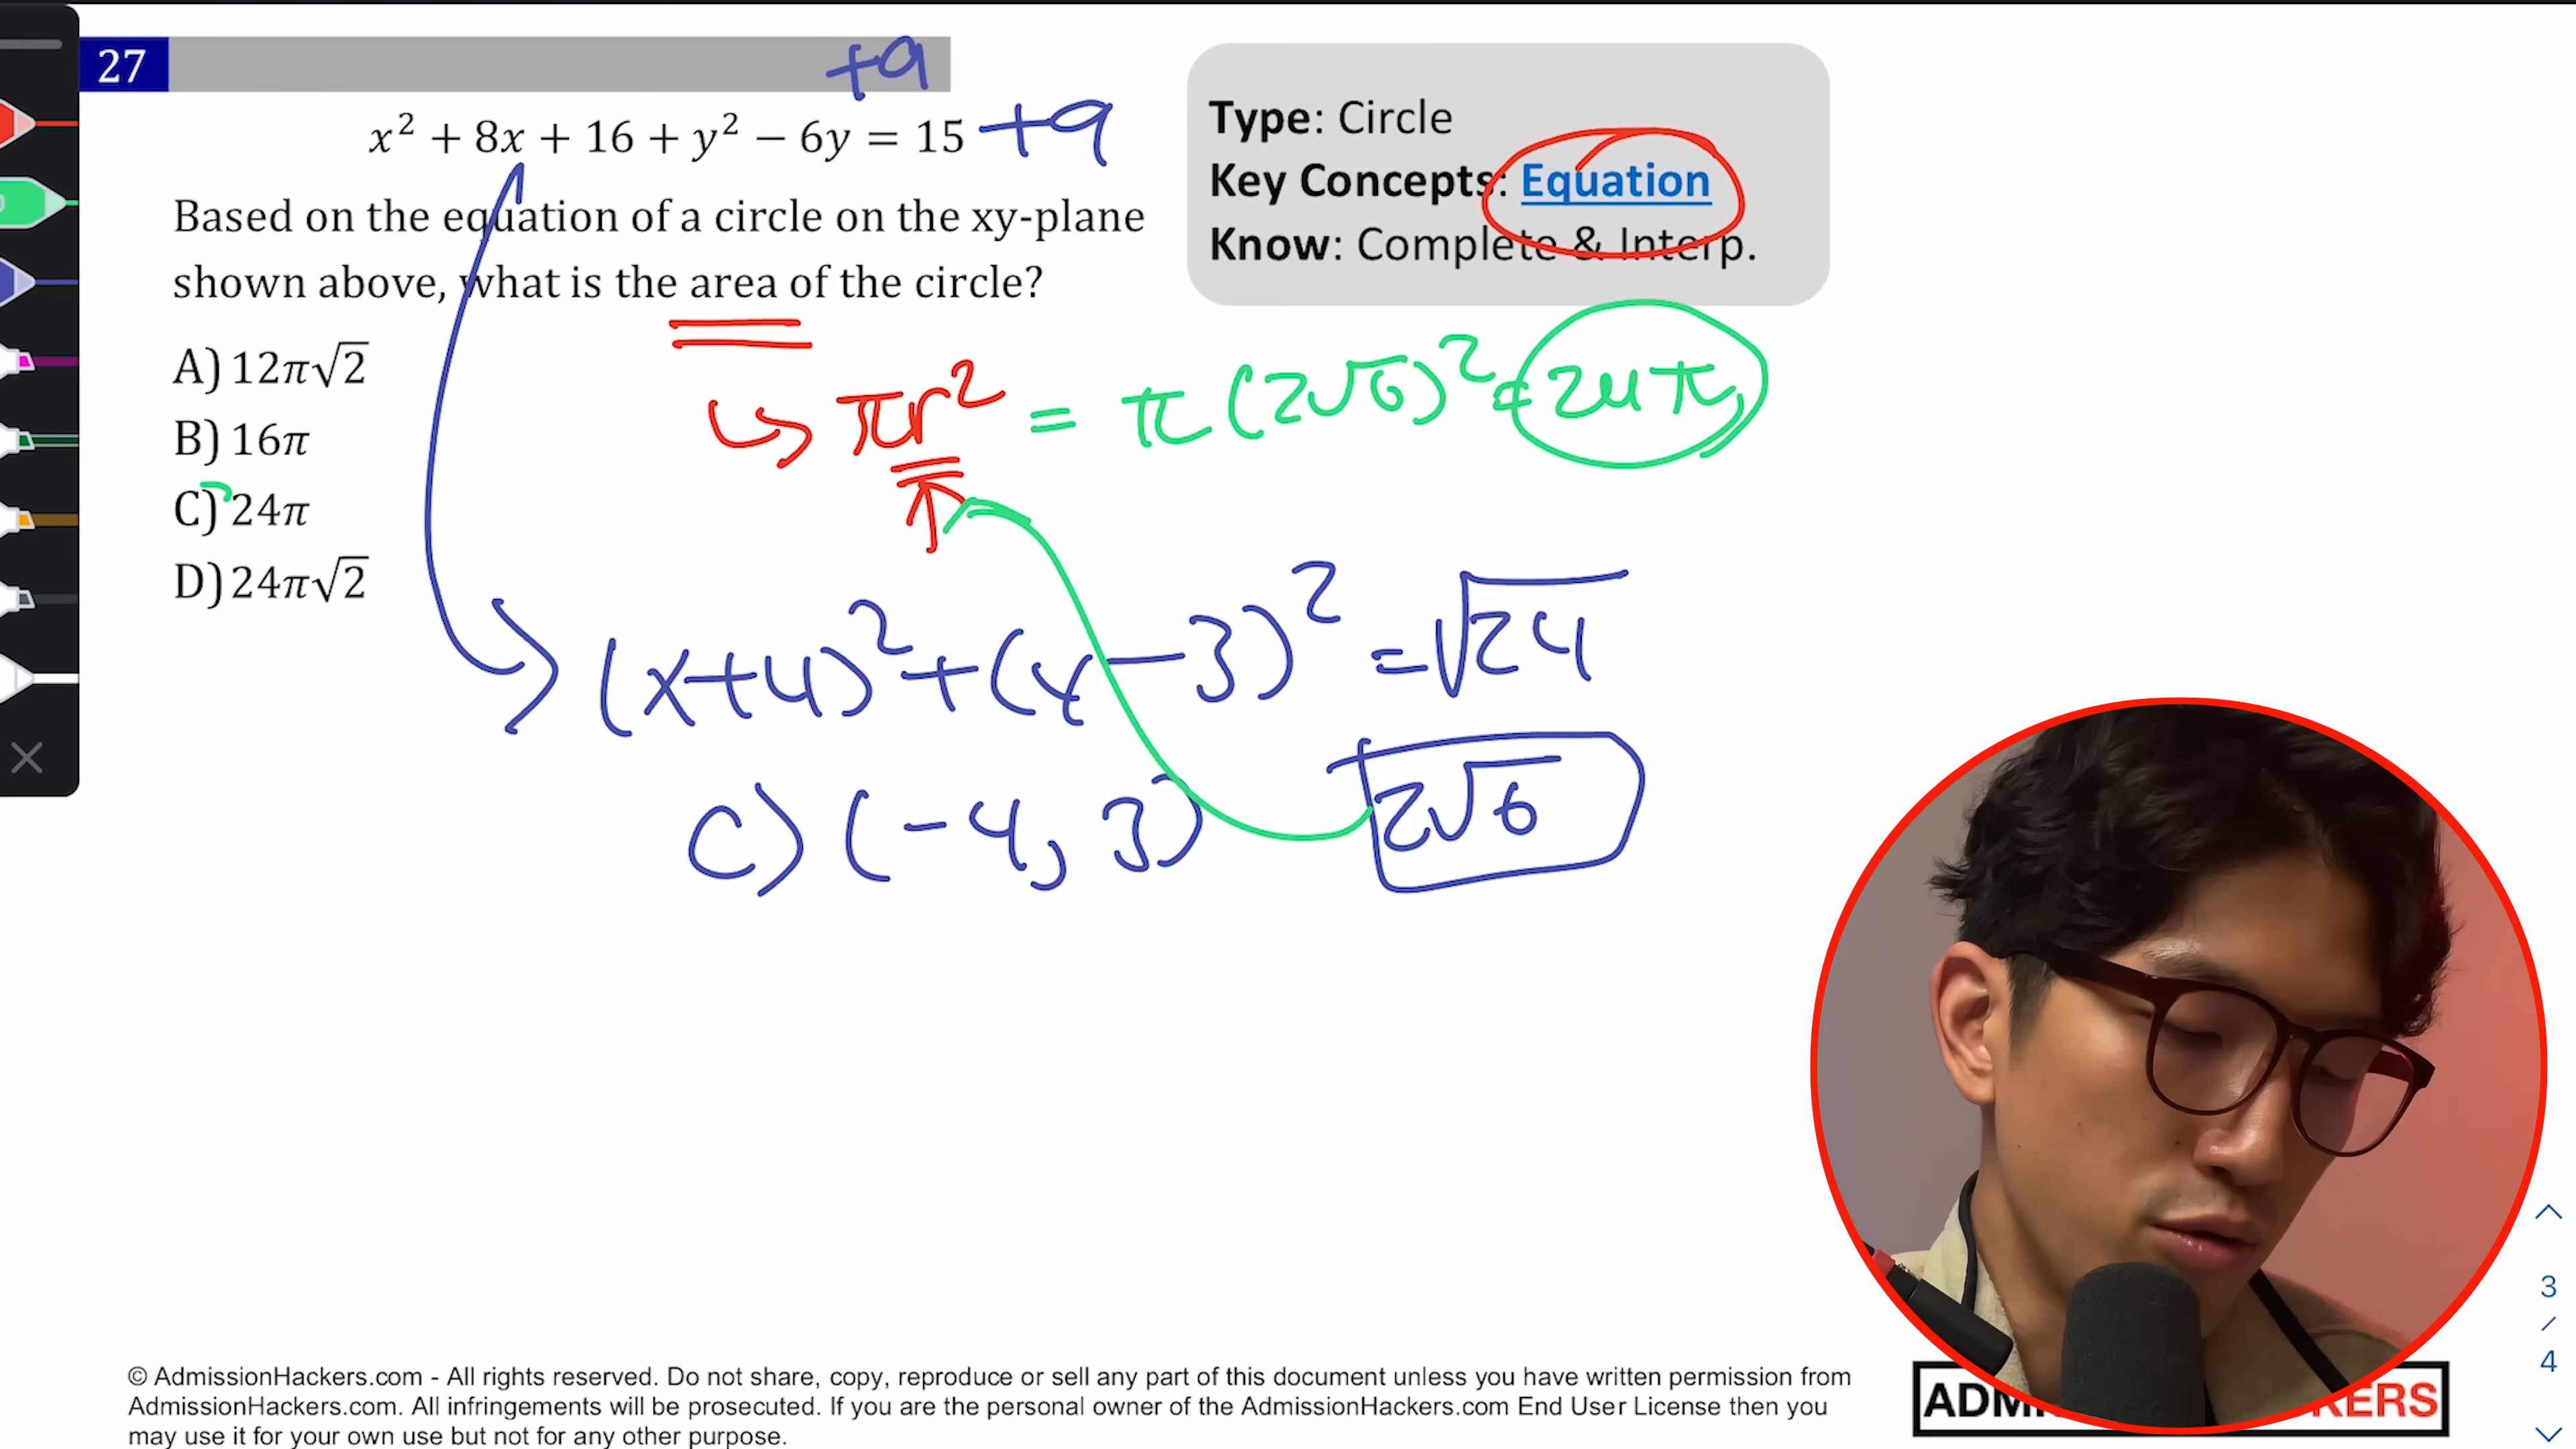 27
+9
x² + 8x + 16 + y² − 6y = 15 +9
Based on the equation of a circle on the xy-plane
shown above, what is the area of the circle?
A) 12π√2
B) 16π
C) 24π
D) 24π√2
Type: Circle
Key Concepts: Equation
Know: Complete & Interp.
πr² = π(2√6)² = 24π
(x+4)² + (y−3)² = √24
C) (−4, 3)
2√6
3
/
4
© AdmissionHackers.com - All rights reserved. Do not share, copy, reproduce or sell any part of this document unless you have written permission from
AdmissionHackers.com. All infringements will be prosecuted. If you are the personal owner of the AdmissionHackers.com End User License then you
may use it for your own use but not for any other purpose.